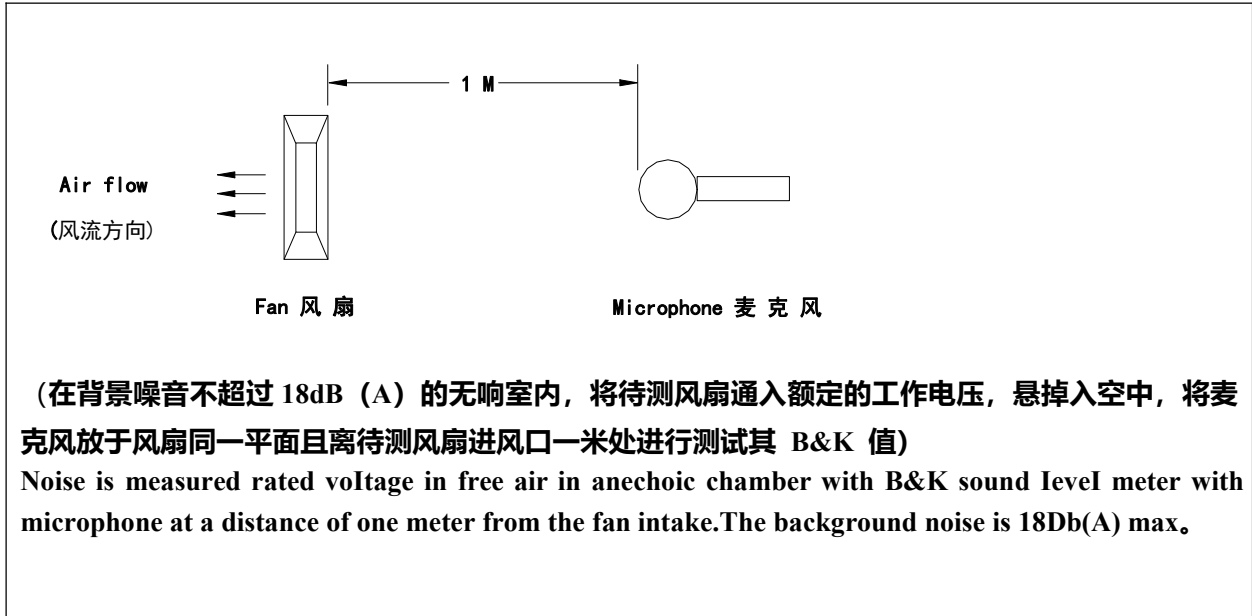 1 M
Air flow
(风流方向)
Fan 风 扇
Microphone 麦 克 风
（在背景噪音不超过 18dB（A）的无响室内，将待测风扇通入额定的工作电压，悬掉入空中，将麦
克风放于风扇同一平面且离待测风扇进风口一米处进行测试其 B&K 值）
Noise is measured rated voItage in free air in anechoic chamber with B&K sound IeveI meter with
microphone at a distance of one meter from the fan intake.The background noise is 18Db(A) max。